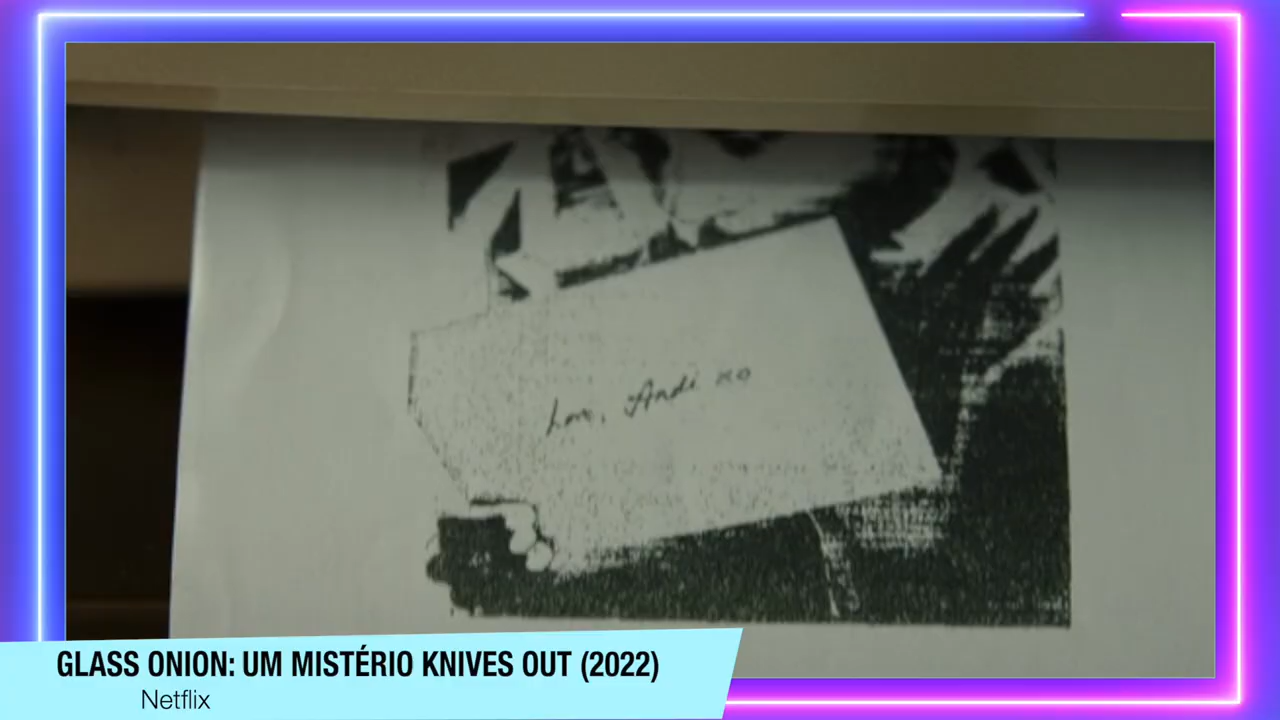 Love, Andi xo
GLASS ONION: UM MISTÉRIO KNIVES OUT (2022)
Netflix